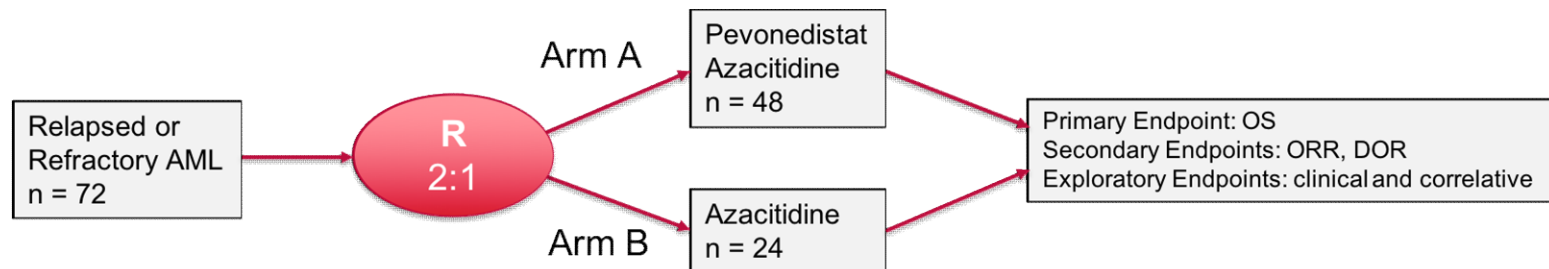 Relapsed or
Refractory AML
n = 72
R
2:1
Arm A
Pevonedistat
Azacitidine
n = 48
Arm B
Azacitidine
n = 24
Primary Endpoint: OS
Secondary Endpoints: ORR, DOR
Exploratory Endpoints: clinical and correlative